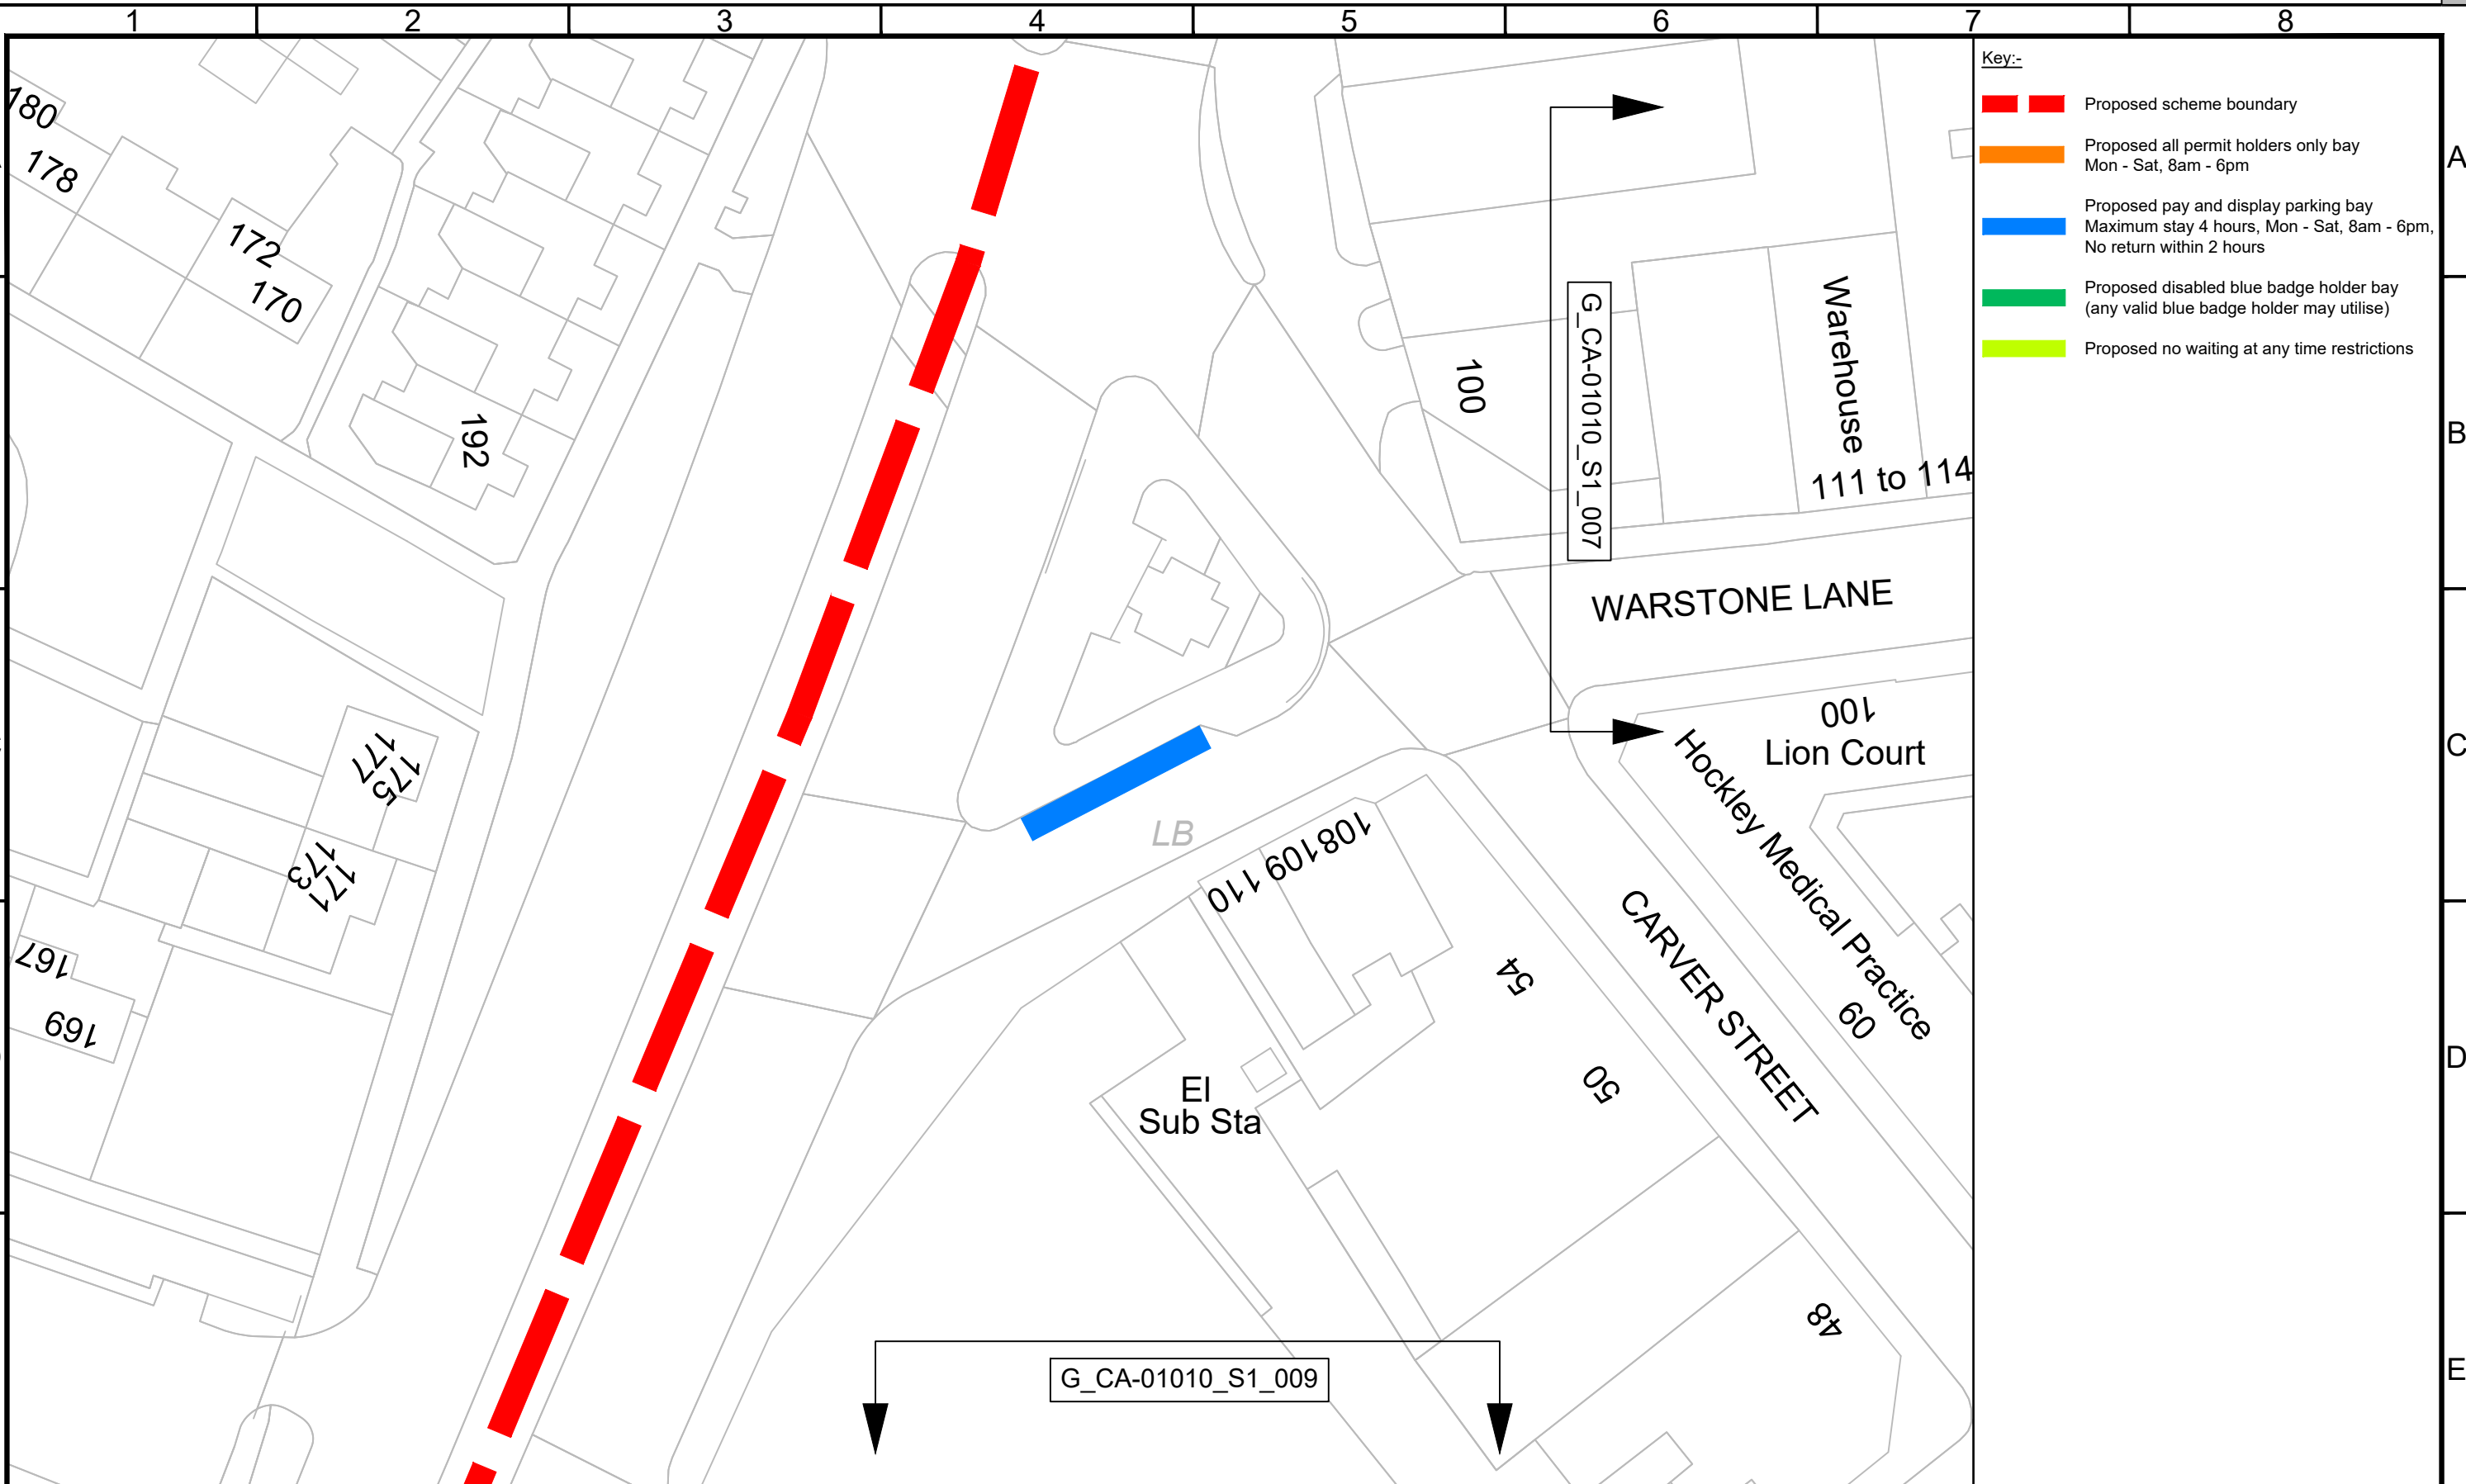 1 2 3 4 5 6 7 8
Key:-
Proposed scheme boundary
Proposed all permit holders only bay
Mon - Sat, 8am - 6pm
Proposed pay and display parking bay
Maximum stay 4 hours, Mon - Sat, 8am - 6pm,
No return within 2 hours
Proposed disabled blue badge holder bay
(any valid blue badge holder may utilise)
Proposed no waiting at any time restrictions
A
B
C
D
E
180
178
172
170
192
100
G_CA-01010_S1_007
Warehouse
111 to 114
WARSTONE LANE
100
Lion Court
Hockley Medical Practice
60
CARVER STREET
177
175
173
171
167
169
LB
110 109 108
54
50
48
El
Sub Sta
G_CA-01010_S1_009